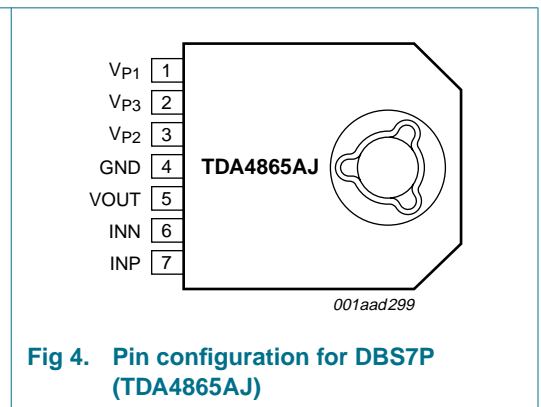 VP1 1
VP3 2
VP2 3
GND 4
VOUT 5
INN 6
INP 7
TDA4865AJ
001aad299
Fig 4. Pin configuration for DBS7P
(TDA4865AJ)